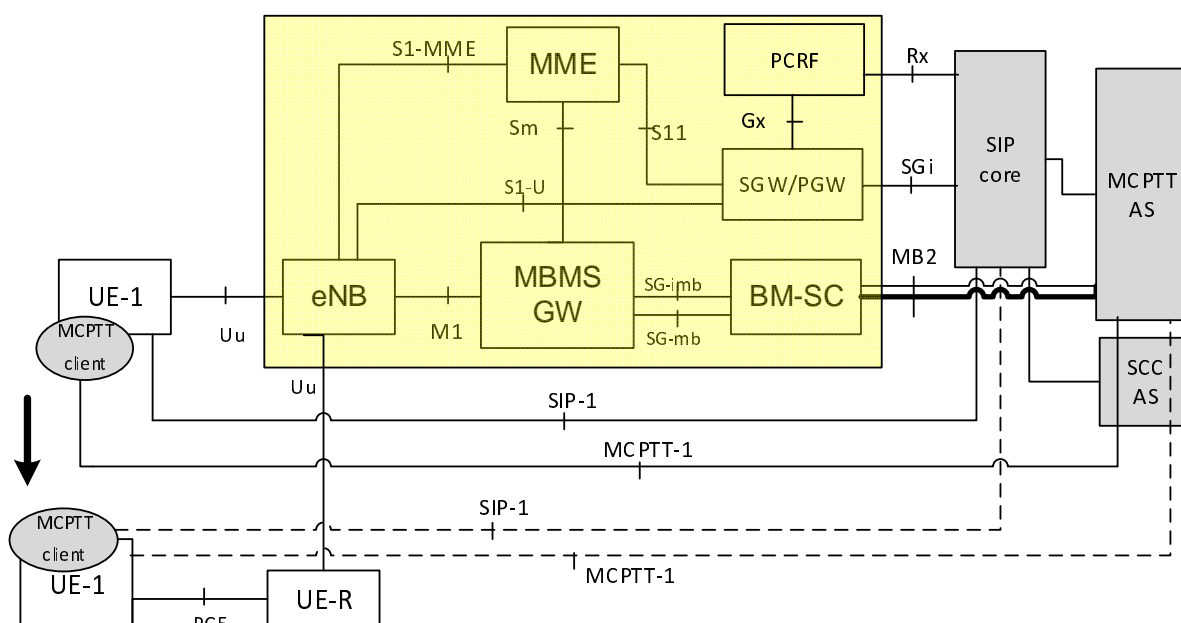 S1-MME
MME
PCRF
Rx
SIP
core
Sm
S11
Gx
MCPTT
AS
S1-U
SGW/PGW
SGi
MB2
UE-1
eNB
MBMS
GW
SG-imb
BM-SC
MCPTT
client
Uu
M1
SG-mb
SCC
AS
Uu
SIP-1
MCPTT-1
SIP-1
MCPTT
client
MCPTT-1
UE-1
UE-R